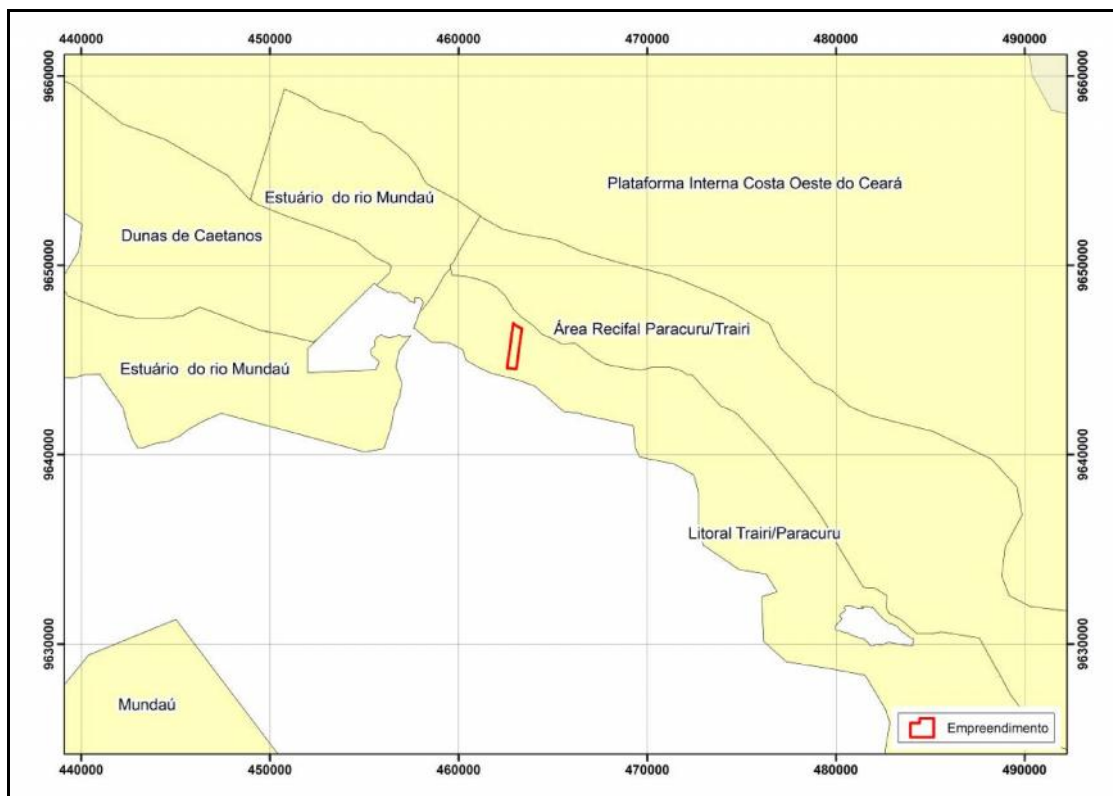 440000
450000
460000
470000
480000
490000
9660000
9660000
Plataforma Interna Costa Oeste do Ceará
Estuário do rio Mundaú
Dunas de Caetanos
9650000
9650000
Área Recifal Paracuru/Trairi
Estuário do rio Mundaú
9640000
9640000
Litoral Trairi/Paracuru
9630000
9630000
Mundaú
Empreendimento
440000
450000
460000
470000
480000
490000